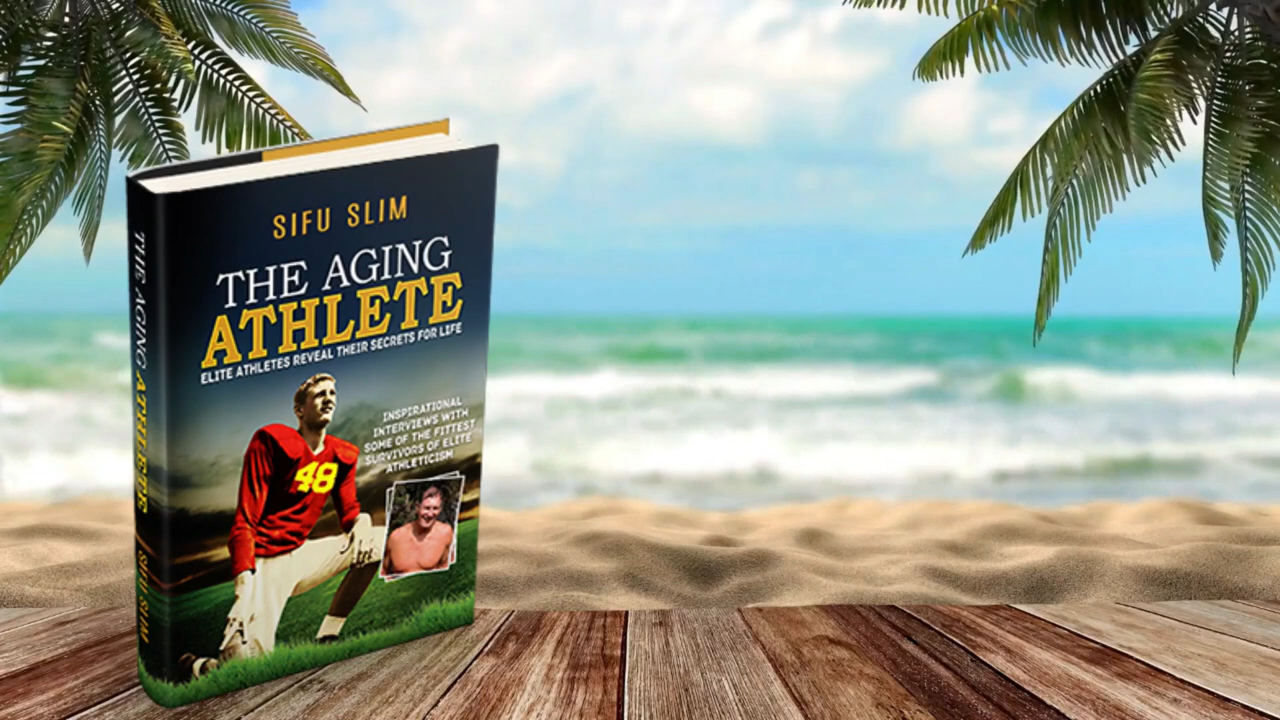 SIFU SLIM
THE AGING
ATHLETE
ELITE ATHLETES REVEAL THEIR SECRETS FOR LIFE
INSPIRATIONAL
INTERVIEWS WITH
SOME OF THE FITTEST
SURVIVORS OF ELITE
ATHLETICISM
48
THE AGING ATHLETE SIFU SLIM